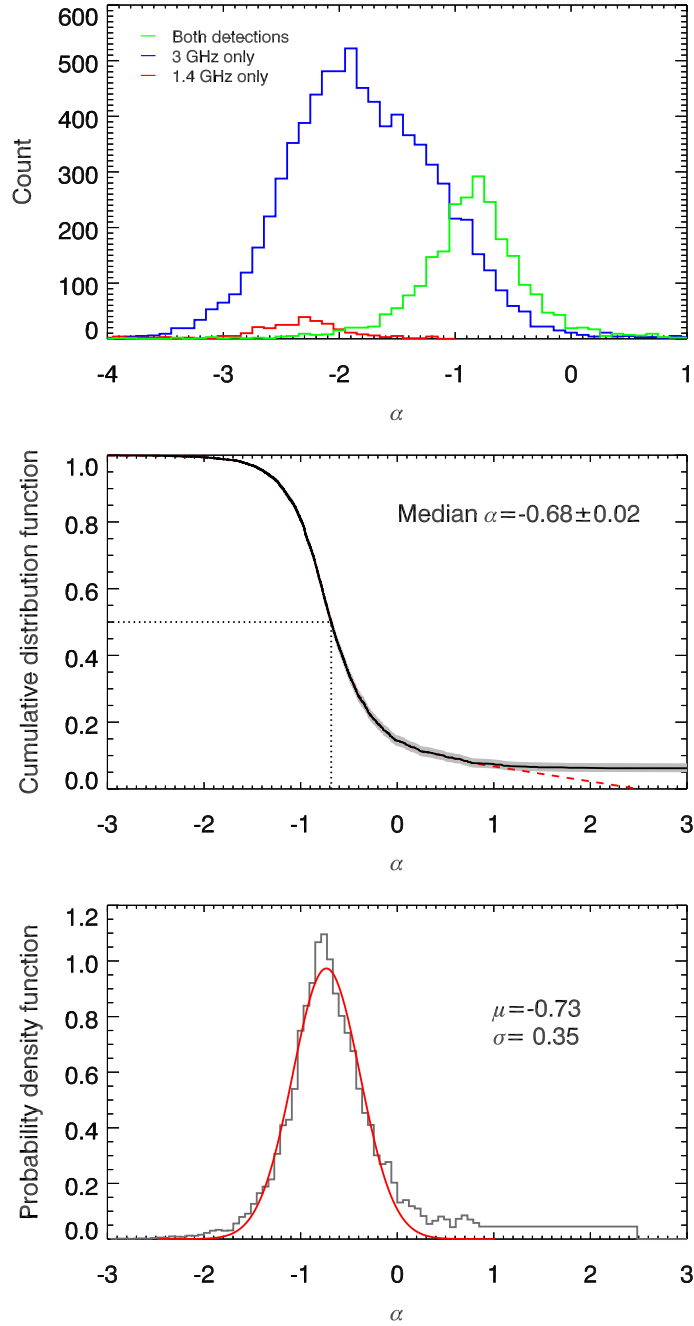 600
500
400
300
200
100
0
Count
Both detections
3 GHz only
1.4 GHz only
-4 -3 -2 -1 0 1
α
1.0
0.8
0.6
0.4
0.2
0.0
Cumulative distribution function
Median α=-0.68±0.02
-3 -2 -1 0 1 2 3
α
1.2
1.0
0.8
0.6
0.4
0.2
0.0
Probability density function
μ=-0.73
σ= 0.35
-3 -2 -1 0 1 2 3
α